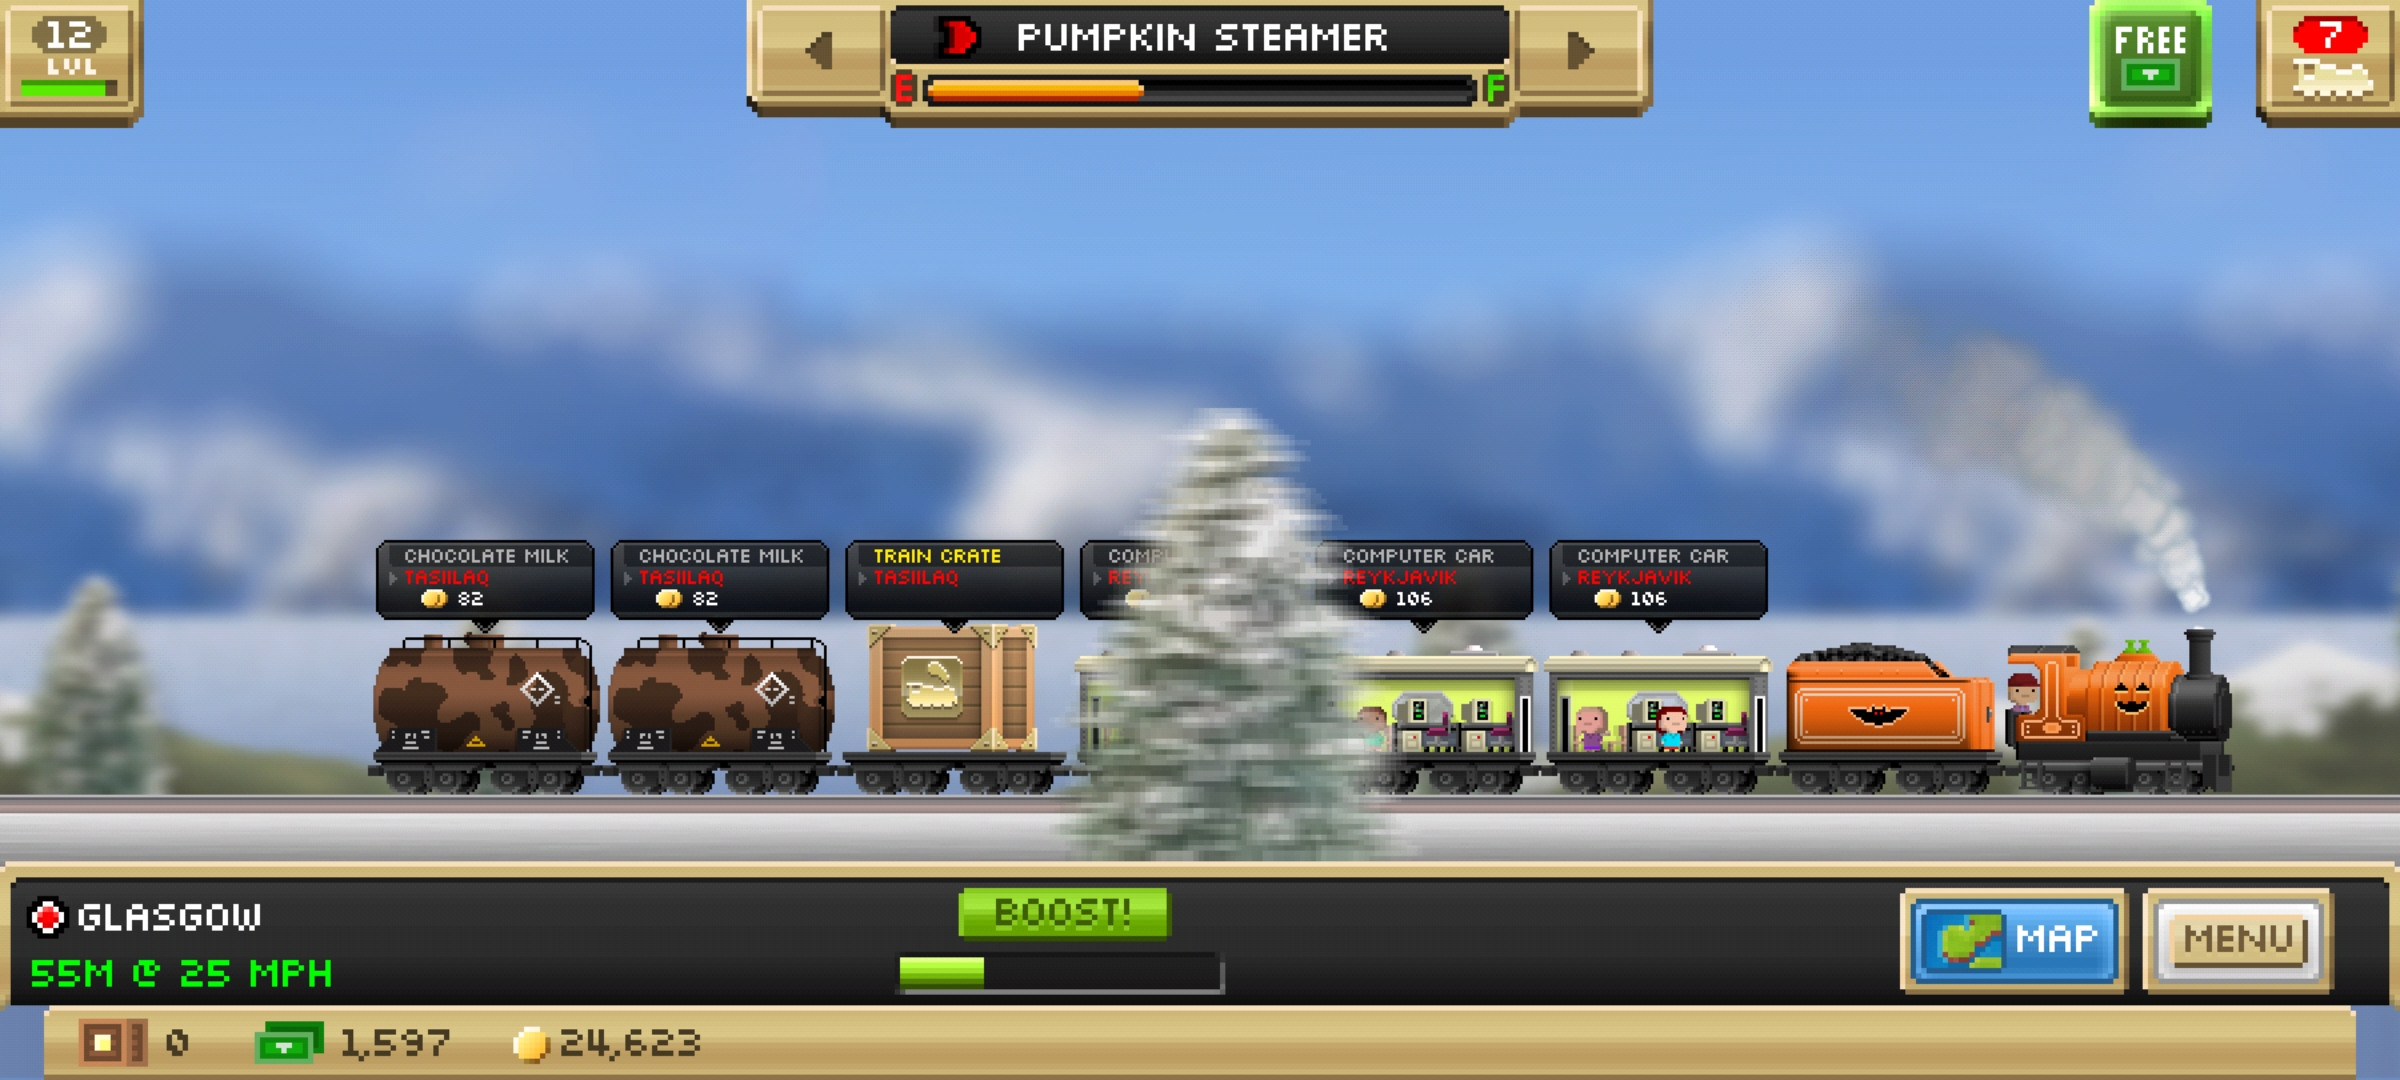 12
LVL
PUMPKIN STEAMER
E
F
FREE
7
CHOCOLATE MILK
TASIILAQ
82
CHOCOLATE MILK
TASIILAQ
82
TRAIN CRATE
TASIILAQ
COMPUTER CAR
REYKJAVIK
106
COMPUTER CAR
REYKJAVIK
106
GLASGOW
55M @ 25 MPH
BOOST!
MAP
MENU
0
1,597
24,623